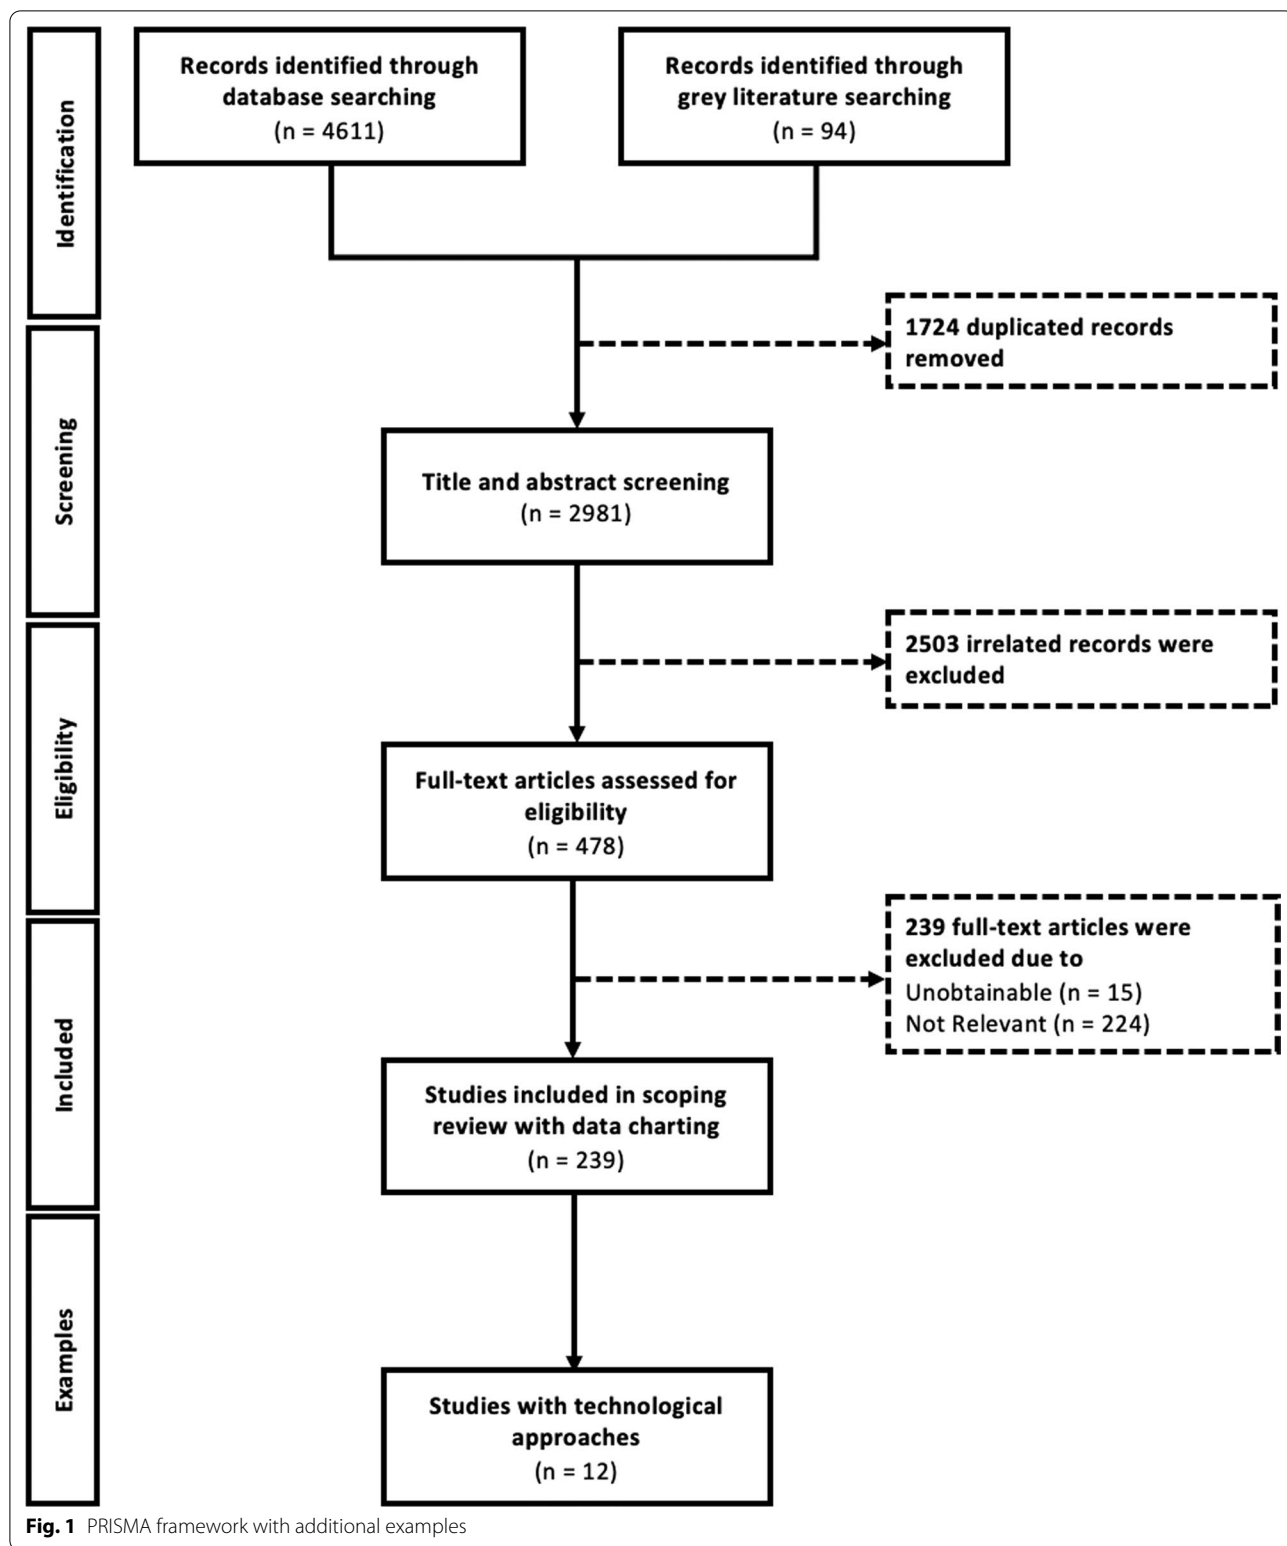 Identification
Records identified through
database searching
(n = 4611)
Records identified through
grey literature searching
(n = 94)
1724 duplicated records
removed
Screening
Title and abstract screening
(n = 2981)
2503 irrelated records were
excluded
Eligibility
Full-text articles assessed for
eligibility
(n = 478)
239 full-text articles were
excluded due to
Unobtainable (n = 15)
Not Relevant (n = 224)
Included
Studies included in scoping
review with data charting
(n = 239)
Examples
Studies with technological
approaches
(n = 12)
Fig. 1 PRISMA framework with additional examples